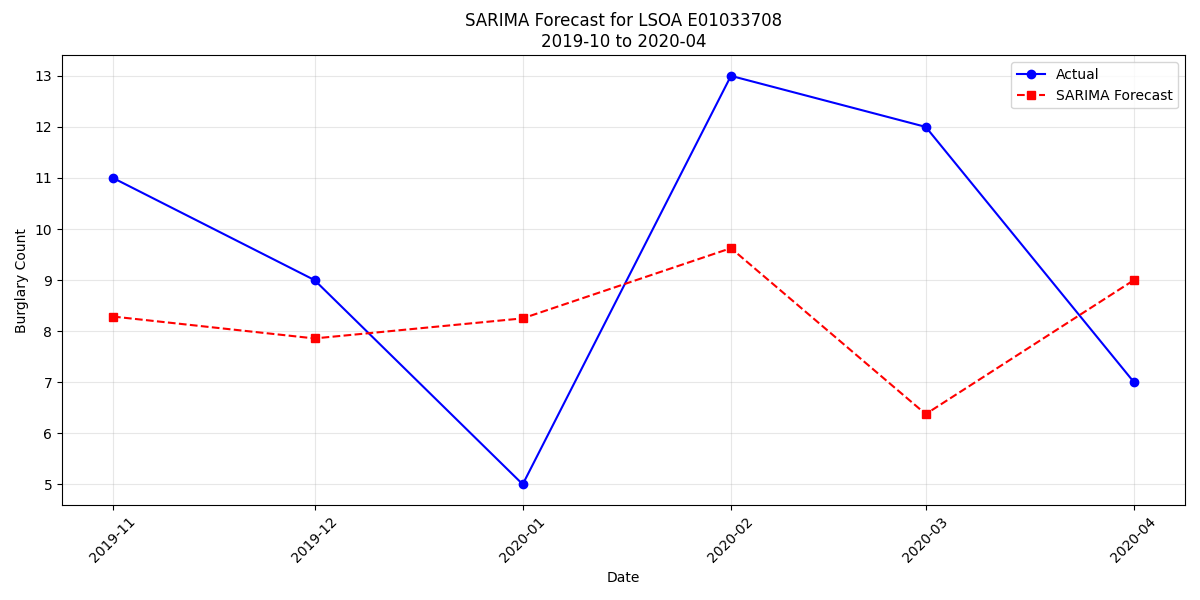 SARIMA Forecast for LSOA E01033708
2019-10 to 2020-04
Actual
SARIMA Forecast
Burglary Count
13
12
11
10
9
8
7
6
5
2019-11
2019-12
2020-01
2020-02
2020-03
2020-04
Date